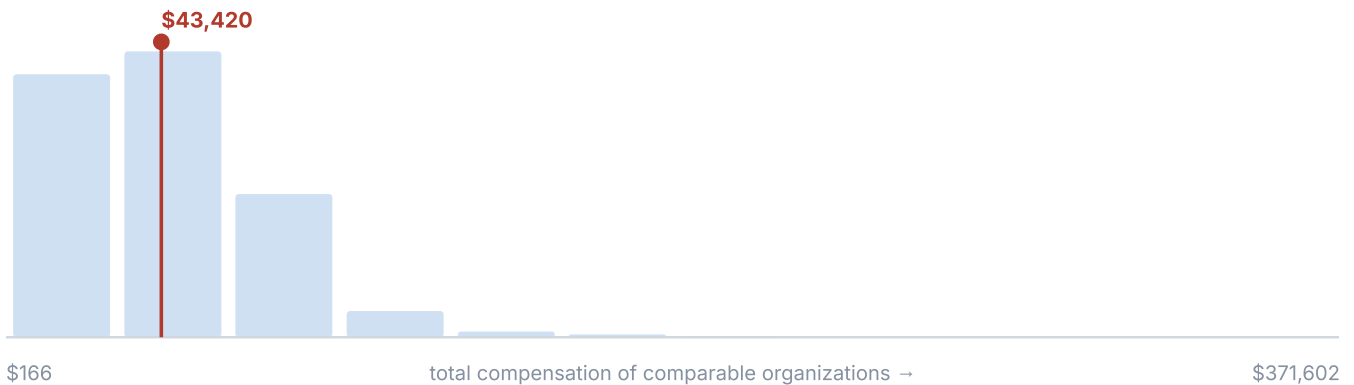 $43,420
$166
total compensation of comparable organizations →
$371,602